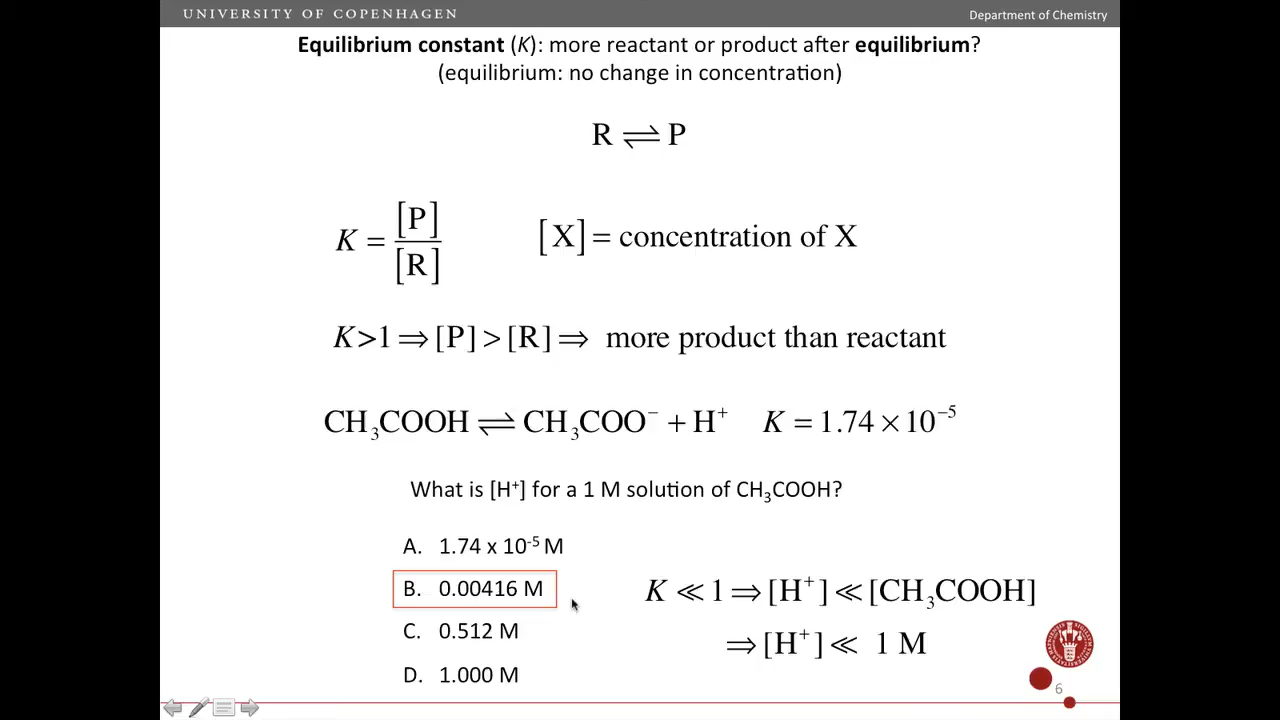 UNIVERSITY OF COPENHAGEN
Department of Chemistry
Equilibrium constant (K): more reactant or product after equilibrium?
(equilibrium: no change in concentration)
R ⇌ P
K = [P]/[R]
[X] = concentration of X
K>1 ⇒ [P] > [R] ⇒ more product than reactant
CH₃COOH ⇌ CH₃COO⁻ + H⁺ K = 1.74 × 10⁻⁵
What is [H⁺] for a 1 M solution of CH₃COOH?
A. 1.74 x 10⁻⁵ M
B. 0.00416 M
C. 0.512 M
D. 1.000 M
K ≪ 1 ⇒ [H⁺] ≪ [CH₃COOH]
⇒ [H⁺] ≪ 1 M
6